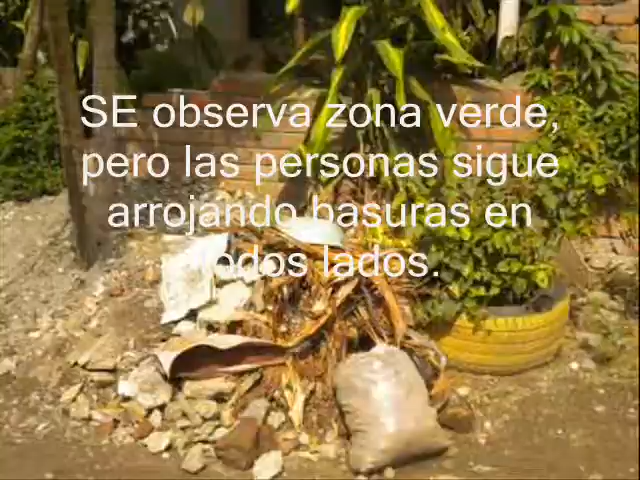 SE observa zona verde,
pero las personas sigue
arrojando basuras en
todos lados.